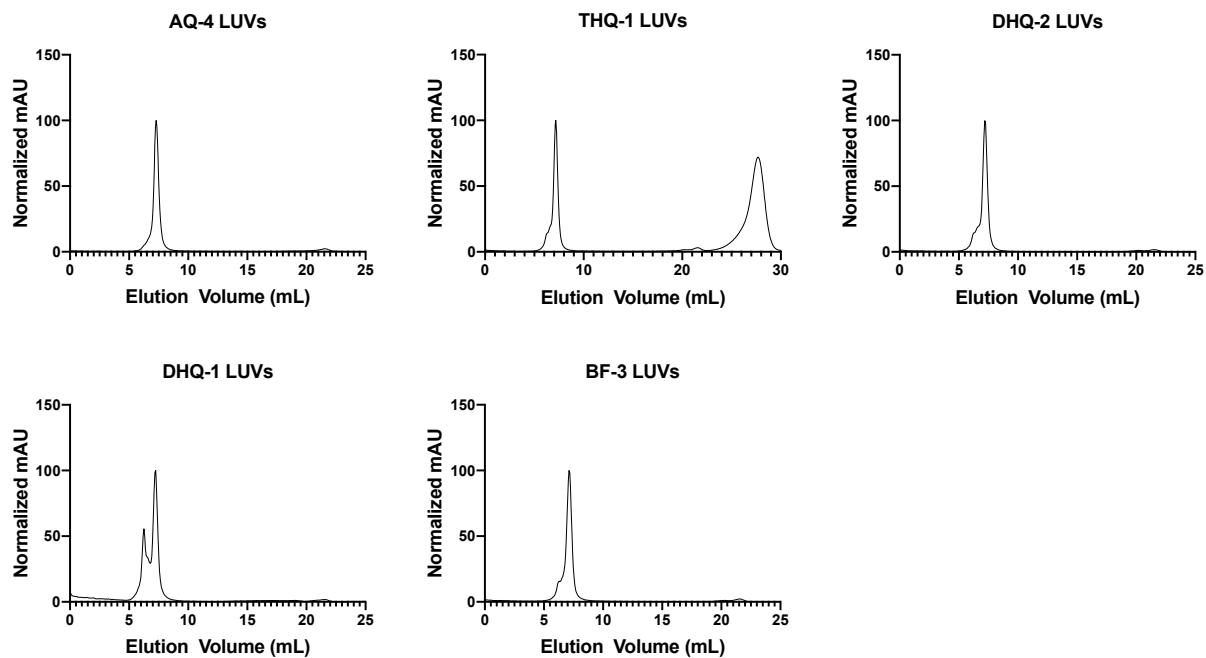 AQ-4 LUVs
150
100
50
0
Normalized mAU
0 5 10 15 20 25
Elution Volume (mL)
THQ-1 LUVs
150
100
50
0
Normalized mAU
0 10 20 30
Elution Volume (mL)
DHQ-2 LUVs
150
100
50
0
Normalized mAU
0 5 10 15 20 25
Elution Volume (mL)
DHQ-1 LUVs
150
100
50
0
Normalized mAU
0 5 10 15 20 25
Elution Volume (mL)
BF-3 LUVs
150
100
50
0
Normalized mAU
0 5 10 15 20 25
Elution Volume (mL)